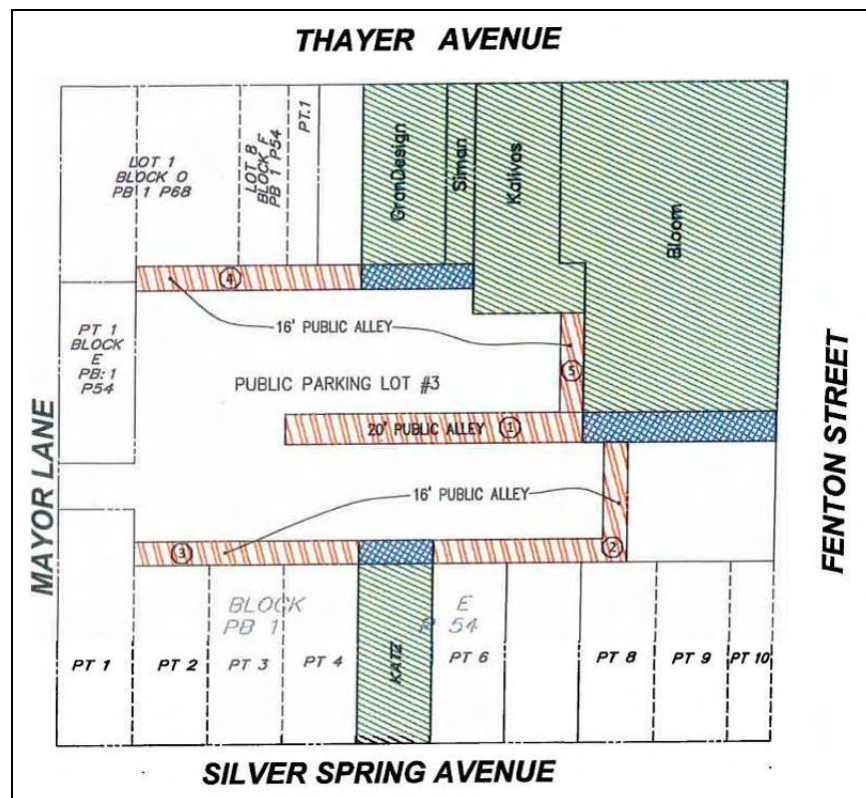 THAYER AVENUE
LOT 1
BLOCK O
PB 1 P68
LOT 8
BLOCK F
PB 1 P54
PT.1
GranDesign
Siman
Kalivas
Bloom
4
16' PUBLIC ALLEY
PT 1
BLOCK
E
PB: 1
P54
PUBLIC PARKING LOT #3
5
20' PUBLIC ALLEY 1
MAYOR LANE
FENTON STREET
16' PUBLIC ALLEY
3
2
BLOCK E
PB 1 P 54
PT 1
PT 2
PT 3
PT 4
KATZ
PT 6
PT 8
PT 9
PT 10
SILVER SPRING AVENUE